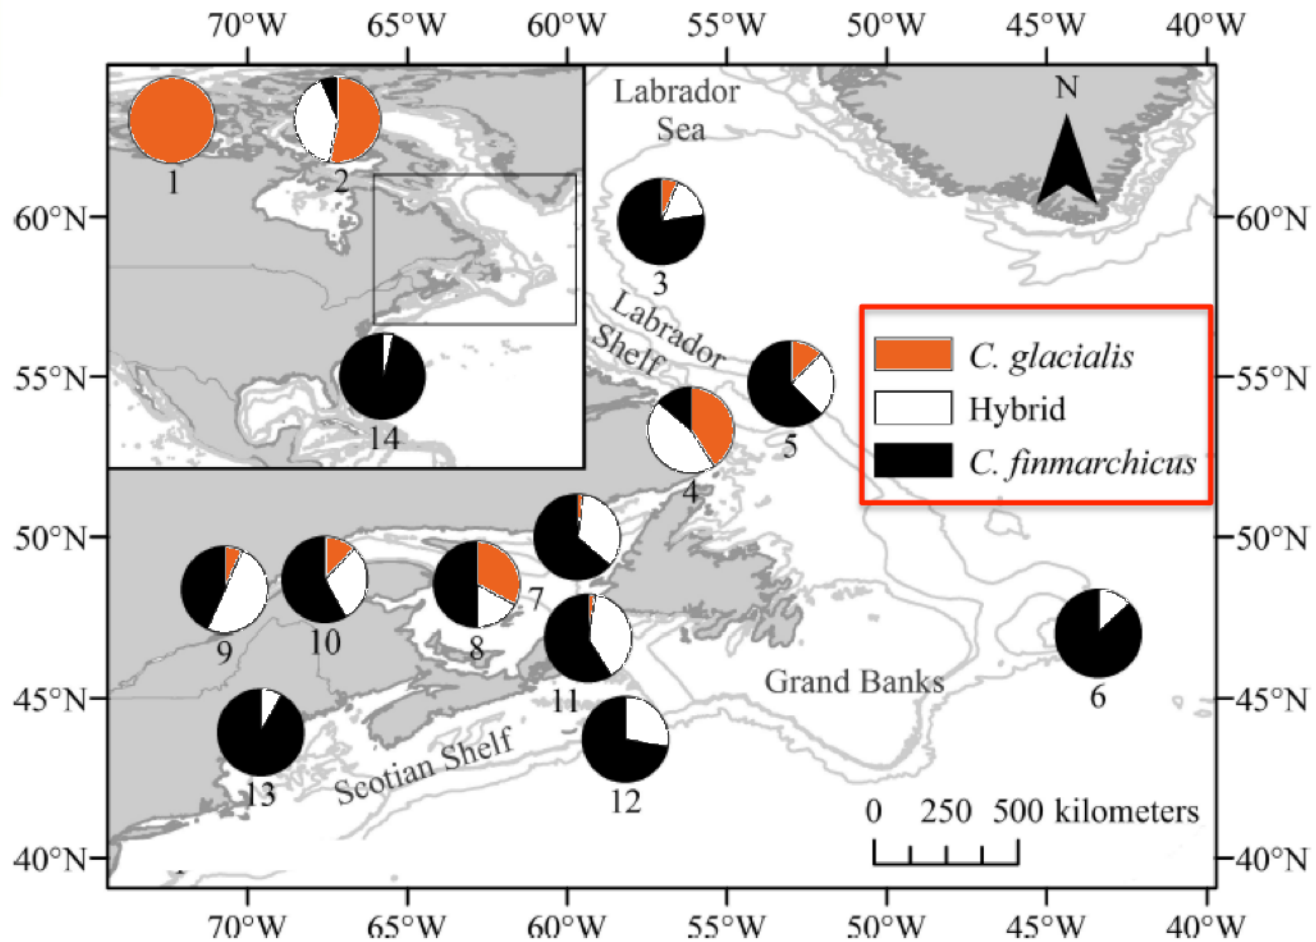 70°W 65°W 60°W 55°W 50°W 45°W 40°W
Labrador
Sea
N
1
2
60°N
60°N
3
Labrador
Shelf
C. glacialis
Hybrid
C. finmarchicus
55°N
55°N
14
4
5
50°N
50°N
7
8
9
10
11
6
Grand Banks
45°N
45°N
Scotian Shelf
12
13
0 250 500 kilometers
40°N
40°N
70°W 65°W 60°W 55°W 50°W 45°W 40°W